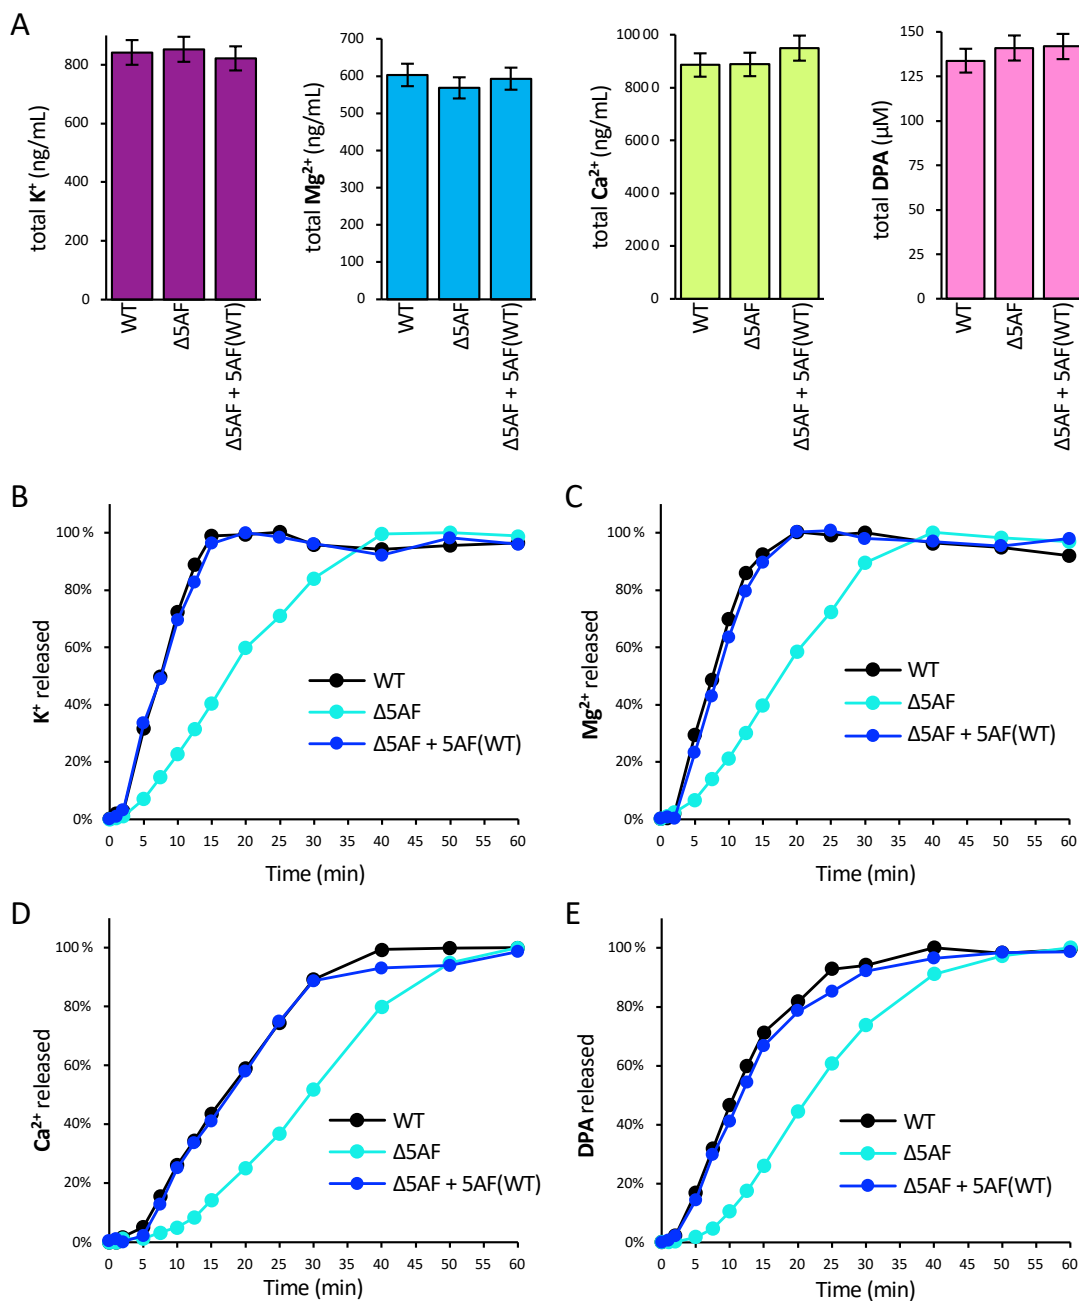 A
total K⁺ (ng/mL)
800
600
400
200
0
WT
Δ5AF
Δ5AF + 5AF(WT)
total Mg²⁺ (ng/mL)
700
600
500
400
300
200
100
0
WT
Δ5AF
Δ5AF + 5AF(WT)
total Ca²⁺ (ng/mL)
10000
8000
6000
4000
2000
0
WT
Δ5AF
Δ5AF + 5AF(WT)
total DPA (μM)
150
125
100
75
50
25
0
WT
Δ5AF
Δ5AF + 5AF(WT)
B
K⁺ released
100%
80%
60%
40%
20%
0%
WT
Δ5AF
Δ5AF + 5AF(WT)
0 5 10 15 20 25 30 35 40 45 50 55 60
Time (min)
C
Mg²⁺ released
100%
80%
60%
40%
20%
0%
WT
Δ5AF
Δ5AF + 5AF(WT)
0 5 10 15 20 25 30 35 40 45 50 55 60
Time (min)
D
Ca²⁺ released
100%
80%
60%
40%
20%
0%
WT
Δ5AF
Δ5AF + 5AF(WT)
0 5 10 15 20 25 30 35 40 45 50 55 60
Time (min)
E
DPA released
100%
80%
60%
40%
20%
0%
WT
Δ5AF
Δ5AF + 5AF(WT)
0 5 10 15 20 25 30 35 40 45 50 55 60
Time (min)